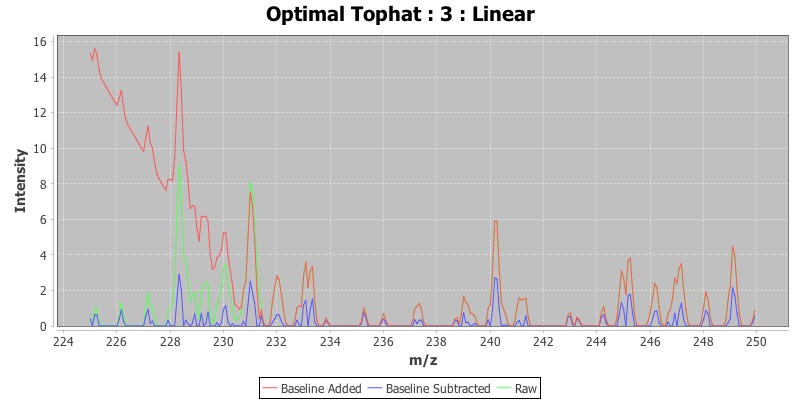 Optimal Tophat : 3 : Linear
Intensity
16
14
12
10
8
6
4
2
0
224 226 228 230 232 234 236 238 240 242 244 246 248 250
m/z
Baseline Added Baseline Subtracted Raw